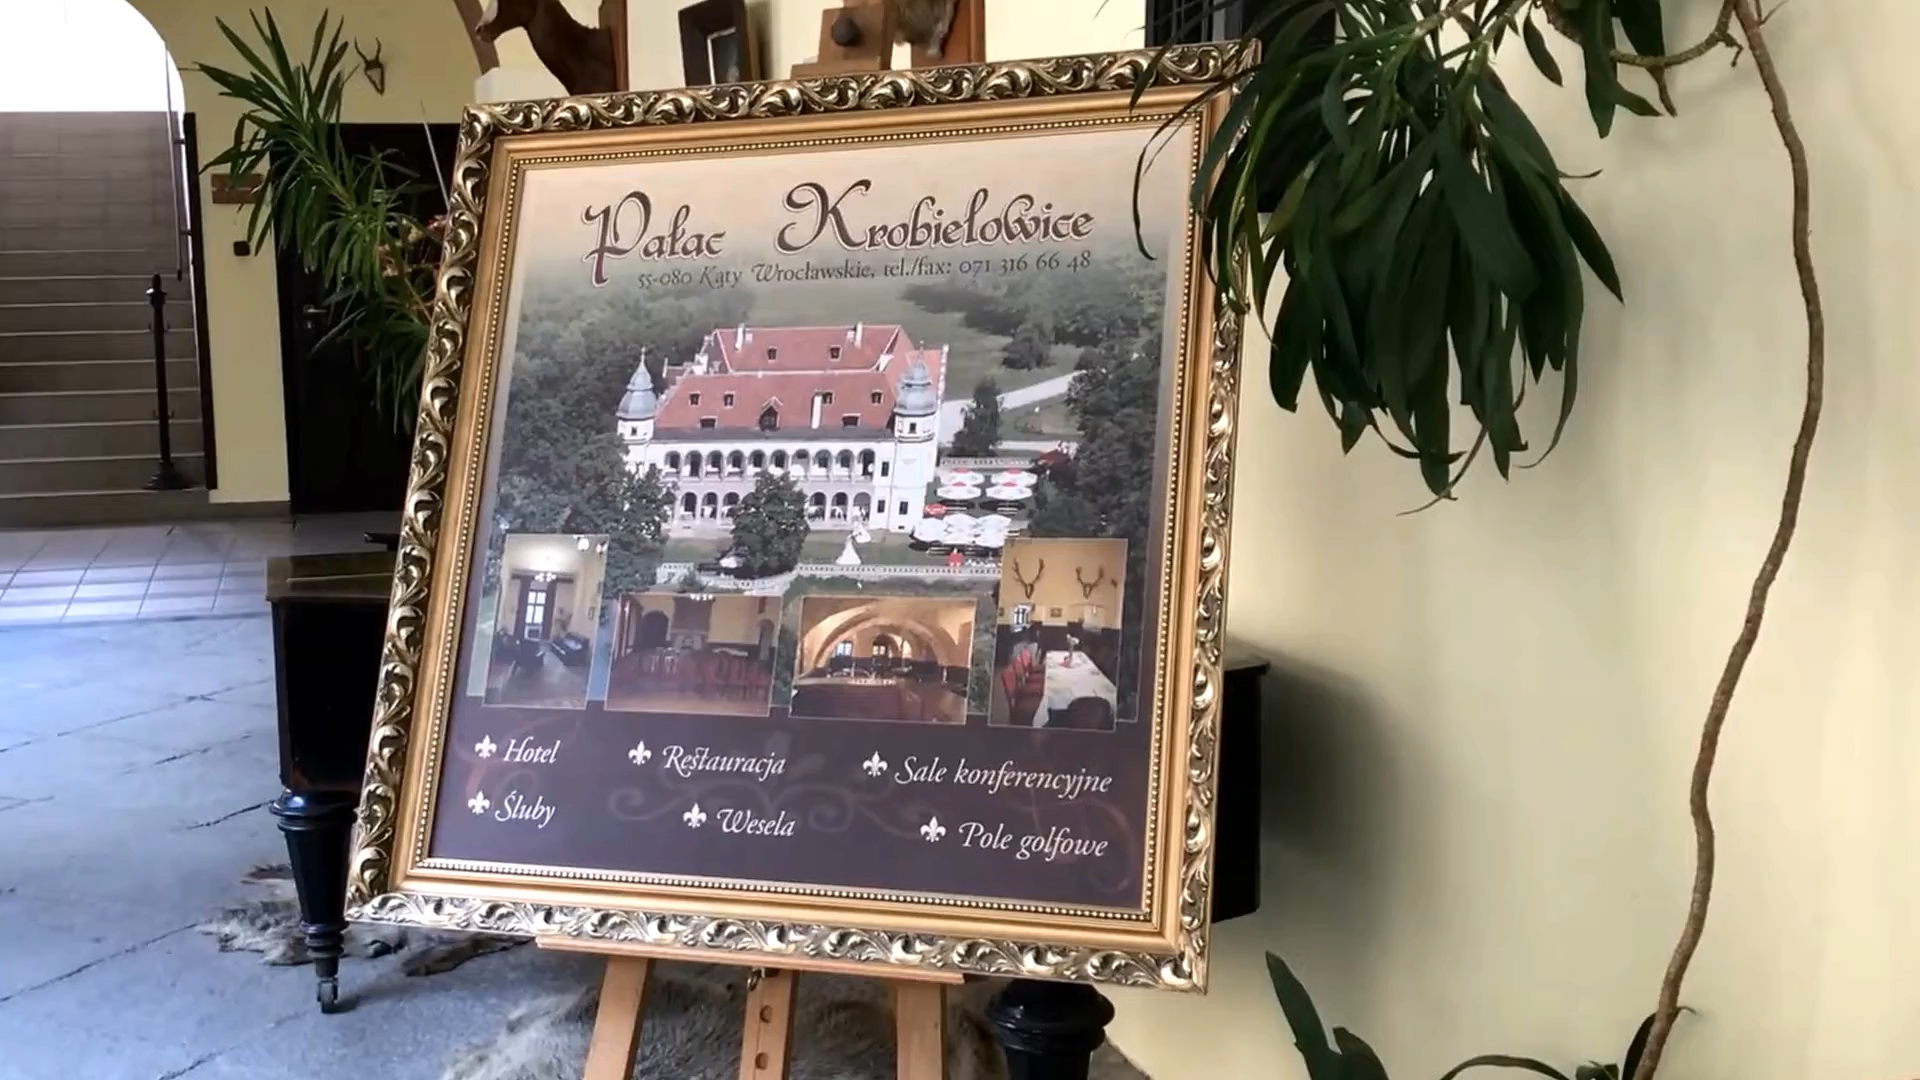 Pałac Krobielowice
55-080 Kąty Wrocławskie, tel./fax: 071 316 66 48
Hotel
Restauracja
Sale konferencyjne
Śluby
Wesela
Pole golfowe